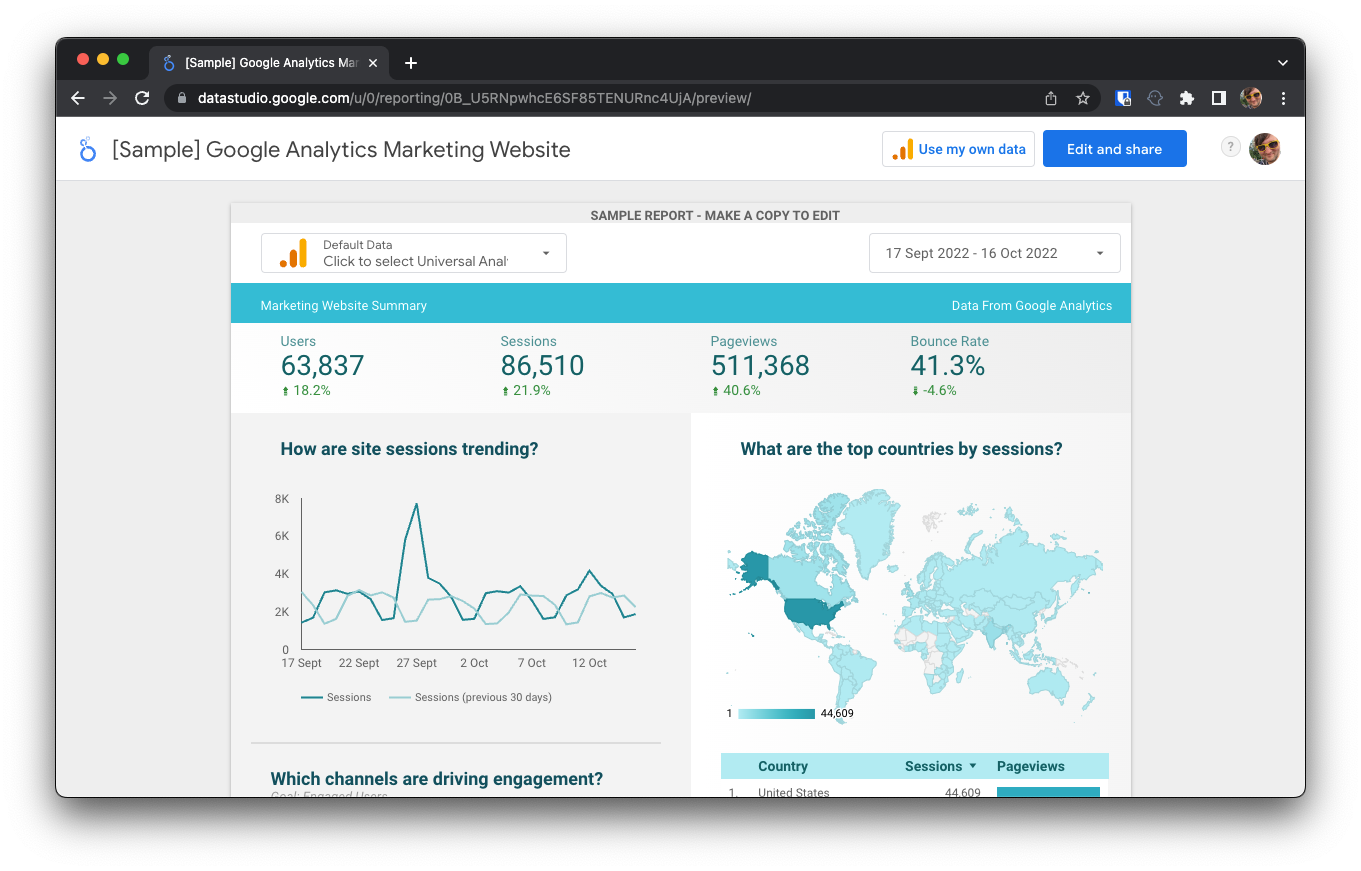 [Sample] Google Analytics Mar
datastudio.google.com/u/0/reporting/0B_U5RNpwhcE6SF85TENURnc4UjA/preview/
[Sample] Google Analytics Marketing Website
Use my own data
Edit and share
?
SAMPLE REPORT - MAKE A COPY TO EDIT
Default Data
Click to select Universal Anal
17 Sept 2022 - 16 Oct 2022
Marketing Website Summary
Data From Google Analytics
Users
63,837
18.2%
Sessions
86,510
21.9%
Pageviews
511,368
40.6%
Bounce Rate
41.3%
-4.6%
How are site sessions trending?
8K
6K
4K
2K
0
17 Sept 22 Sept 27 Sept 2 Oct 7 Oct 12 Oct
Sessions Sessions (previous 30 days)
Which channels are driving engagement?
Goal: Engaged Users
What are the top countries by sessions?
1 44,609
Country Sessions Pageviews
1. United States 44,609